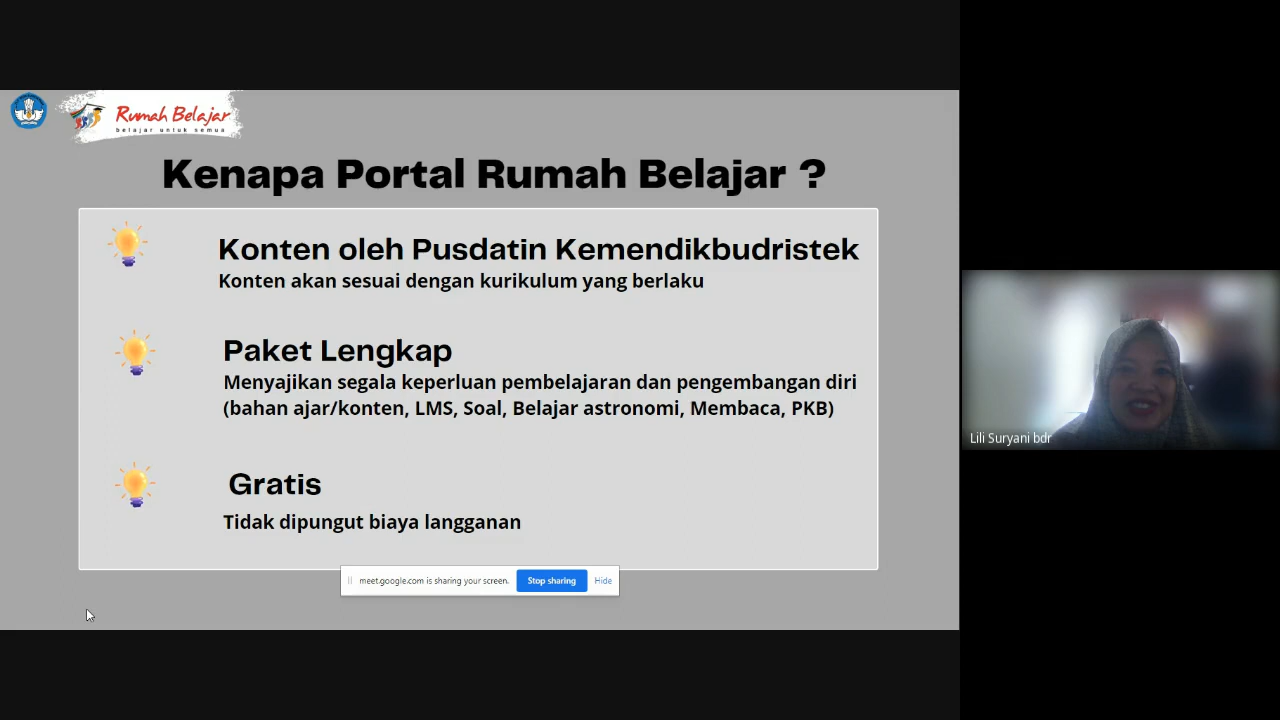 Rumah Belajar
belajar untuk semua
Kenapa Portal Rumah Belajar ?
Konten oleh Pusdatin Kemendikbudristek
Konten akan sesuai dengan kurikulum yang berlaku
Paket Lengkap
Menyajikan segala keperluan pembelajaran dan pengembangan diri
(bahan ajar/konten, LMS, Soal, Belajar astronomi, Membaca, PKB)
Gratis
Tidak dipungut biaya langganan
meet.google.com is sharing your screen. Stop sharing Hide
Lili Suryani bdr